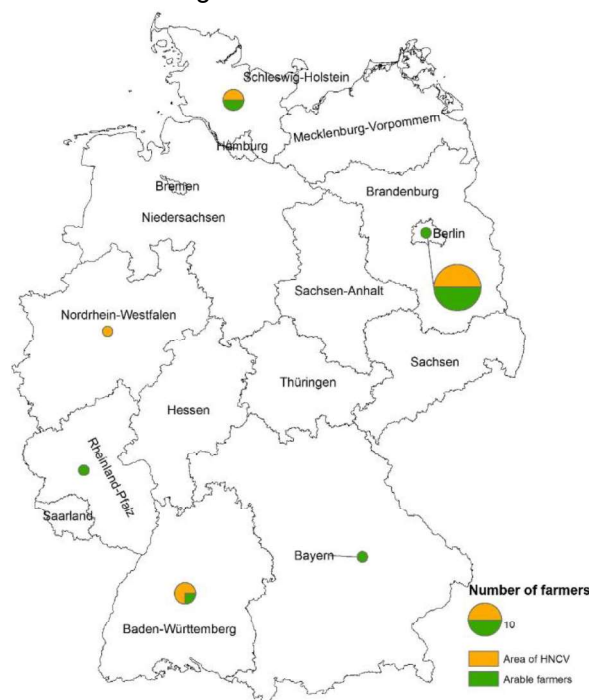 Schleswig-Holstein
Mecklenburg-Vorpommern
Hamburg
Brandenburg
Bremen
Niedersachsen
Berlin
Sachsen-Anhalt
Nordrhein-Westfalen
Sachsen
Thüringen
Hessen
Rheinland-Pfalz
Saarland
Bayern
Baden-Württemberg
Number of farmers
10
Area of HNCV
Arable farmers